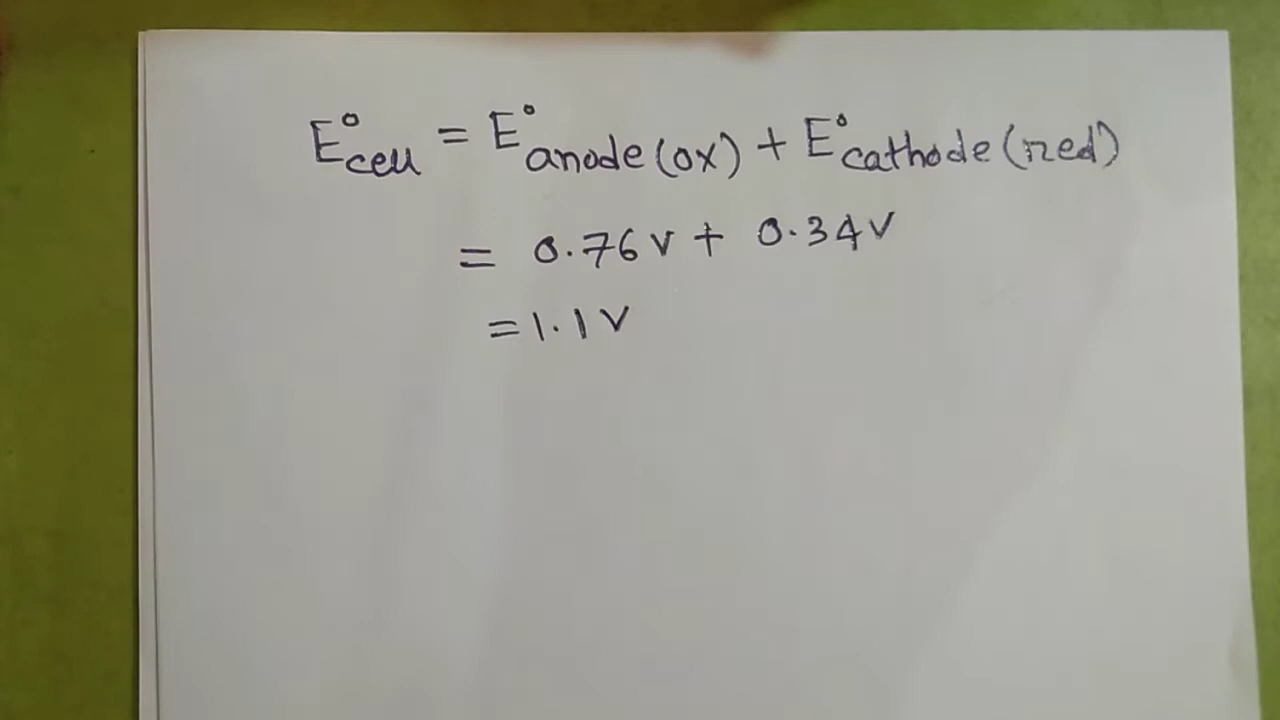 E°cell = E°anode(ox) + E°cathode(red)
= 0.76 V + 0.34 V
= 1.1 V